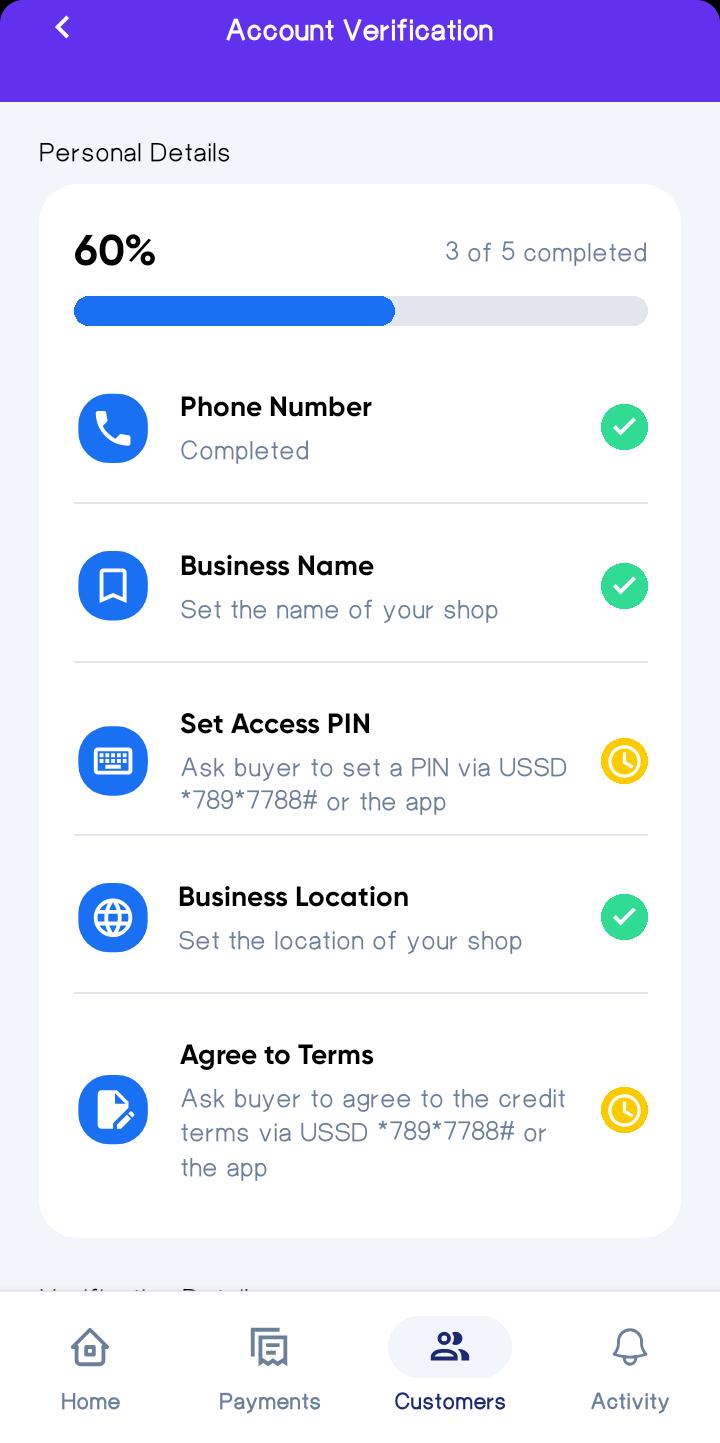 Account Verification
Personal Details
60%
3 of 5 completed
Phone Number
Completed
Business Name
Set the name of your shop
Set Access PIN
Ask buyer to set a PIN via USSD
*789*7788# or the app
Business Location
Set the location of your shop
Agree to Terms
Ask buyer to agree to the credit
terms via USSD *789*7788# or
the app
Home
Payments
Customers
Activity